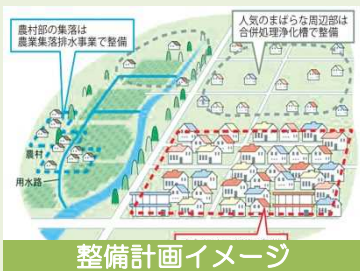 農村部の集落は
農業集落排水事業で整備
人気のまばらな周辺部は
合併処理浄化槽で整備
農村
用水路
整備計画イメージ